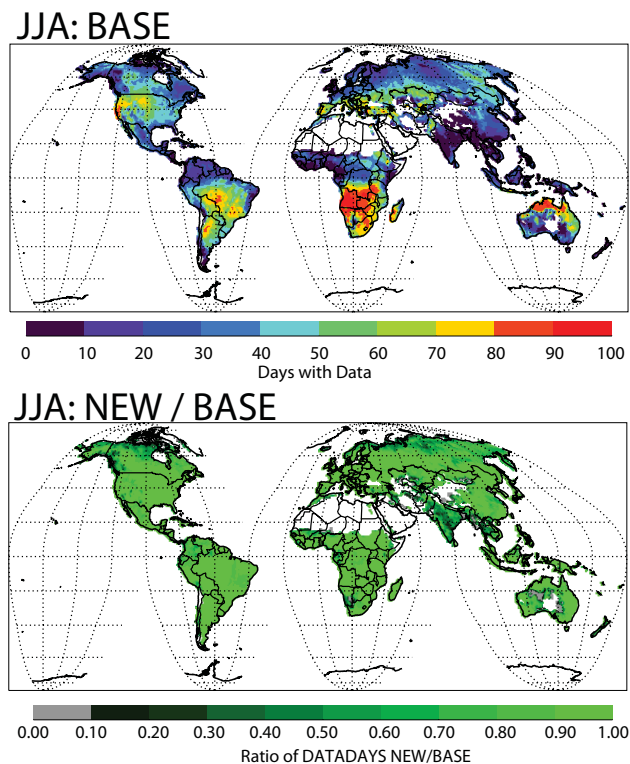 JJA: BASE
0 10 20 30 40 50 60 70 80 90 100
Days with Data
JJA: NEW / BASE
0.00 0.10 0.20 0.30 0.40 0.50 0.60 0.70 0.80 0.90 1.00
Ratio of DATADAYS NEW/BASE